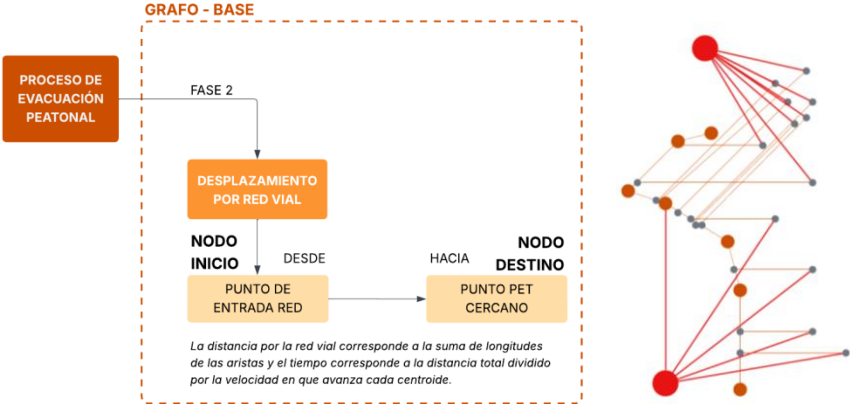 GRAFO - BASE
PROCESO DE
EVACUACIÓN
PEATONAL
FASE 2
DESPLAZAMIENTO
POR RED VIAL
NODO
INICIO
DESDE
HACIA
NODO
DESTINO
PUNTO DE
ENTRADA RED
PUNTO PET
CERCANO
La distancia por la red vial corresponde a la suma de longitudes
de las aristas y el tiempo corresponde a la distancia total dividido
por la velocidad en que avanza cada centroide.